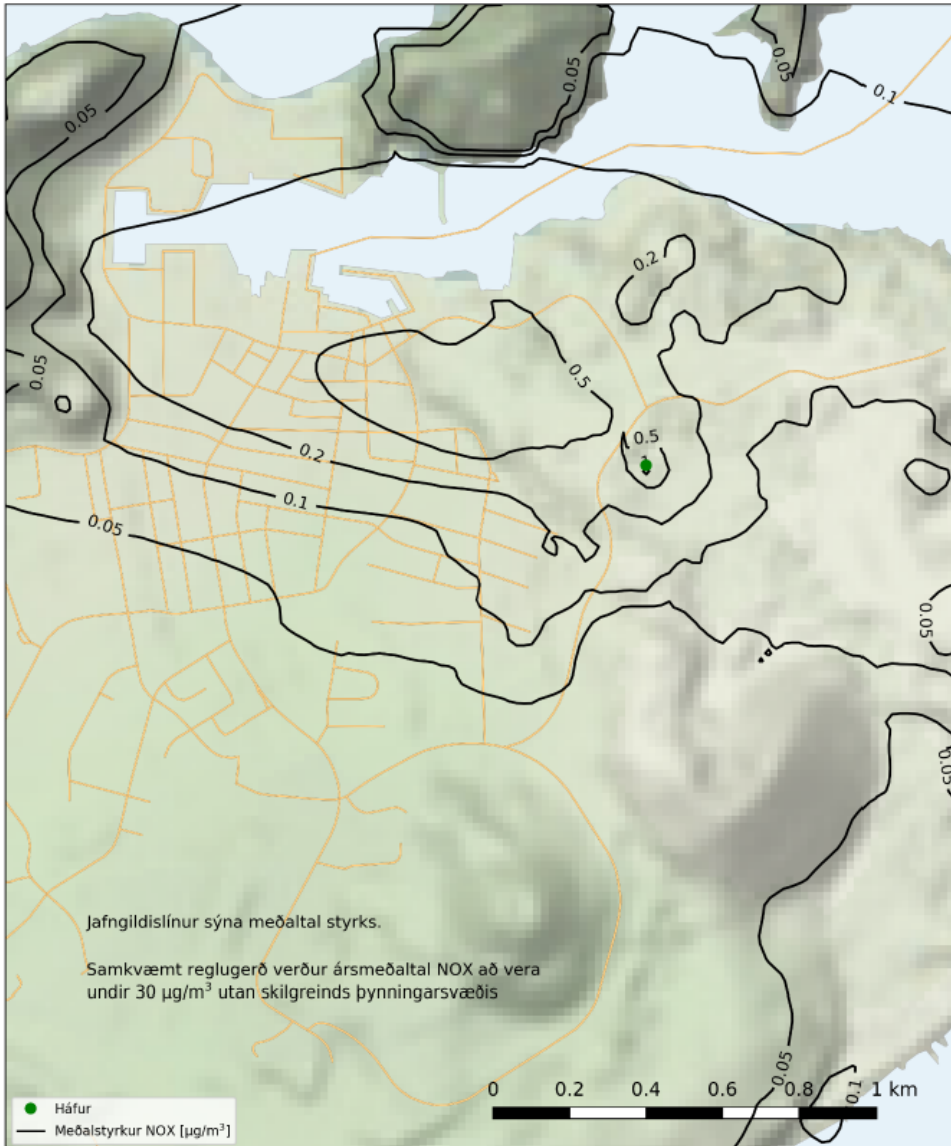 0.05
0.05
0.05
0.1
0.2
0.05
0.5
0.5
0.2
0.1
0.05
0.05
0.05
Jafngildislínur sýna meðaltal styrks.
Samkvæmt reglugerð verður ársmeðaltal NOX að vera
undir 30 µg/m³ utan skilgreinds þynningarsvæðis
0.05
0.1
0 0.2 0.4 0.6 0.8 1 km
Háfur
Meðalstyrkur NOX [µg/m³]